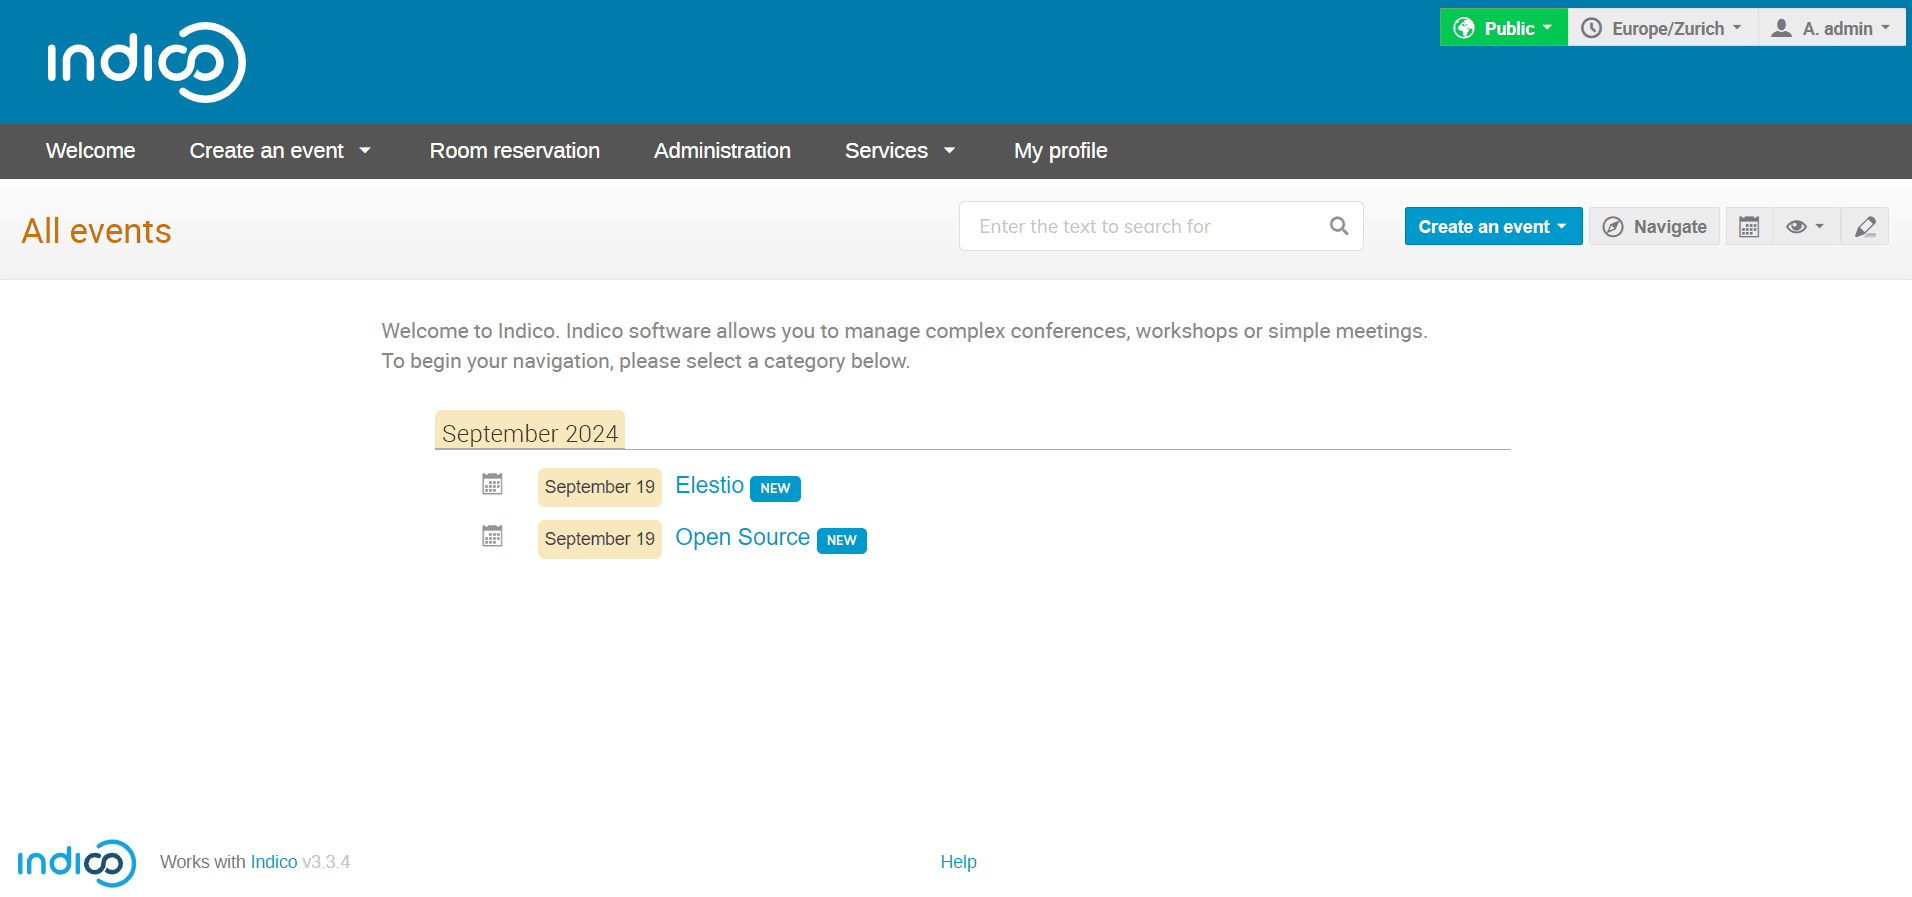 indico
Public Europe/Zurich A. admin
Welcome Create an event Room reservation Administration Services My profile
All events
Enter the text to search for
Create an event Navigate
Welcome to Indico. Indico software allows you to manage complex conferences, workshops or simple meetings.
To begin your navigation, please select a category below.
September 2024
September 19 Elestio NEW
September 19 Open Source NEW
indico Works with Indico v3.3.4 Help